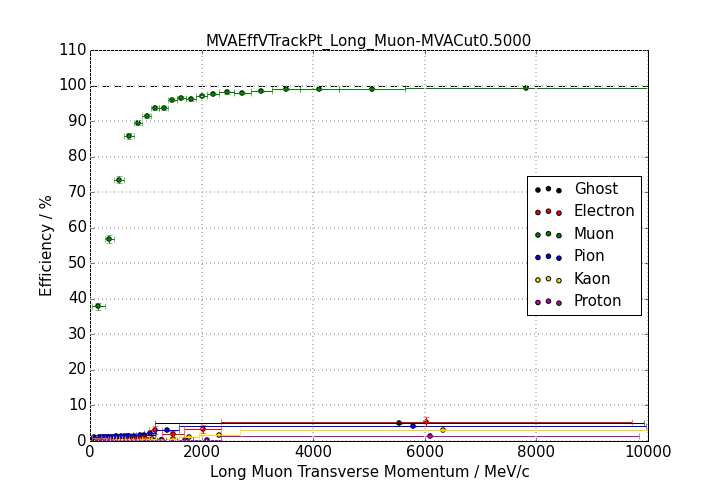 MVAEffVTrackPt_Long_Muon-MVACut0.5000
110
100
90
80
70
60
50
40
30
20
10
0
Efficiency / %
Ghost
Electron
Muon
Pion
Kaon
Proton
0 2000 4000 6000 8000 10000
Long Muon Transverse Momentum / MeV/c